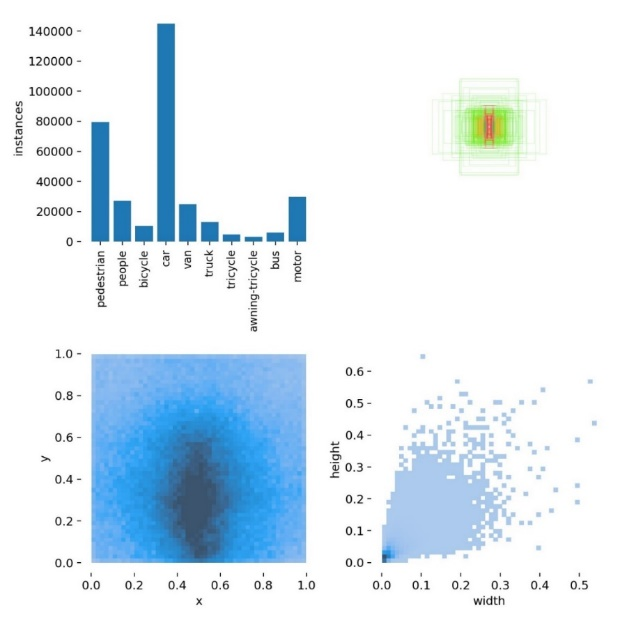 140000
120000
100000
80000
60000
40000
20000
0
instances
pedestrian
people
bicycle
car
van
truck
tricycle
awning-tricycle
bus
motor
1.0
0.8
0.6
0.4
0.2
0.0
y
0.0 0.2 0.4 0.6 0.8 1.0
x
0.6
0.5
0.4
0.3
0.2
0.1
0.0
height
0.0 0.1 0.2 0.3 0.4 0.5
width